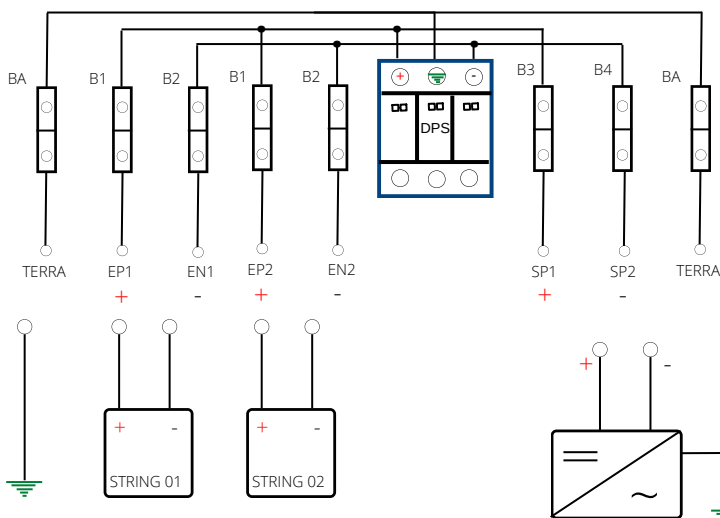 BA B1 B2 B1 B2 B3 B4 BA
+ -
DPS
TERRA EP1 EN1 EP2 EN2 SP1 SP2 TERRA
+ - + - + -
+ -
+ - + -
STRING 01 STRING 02
~